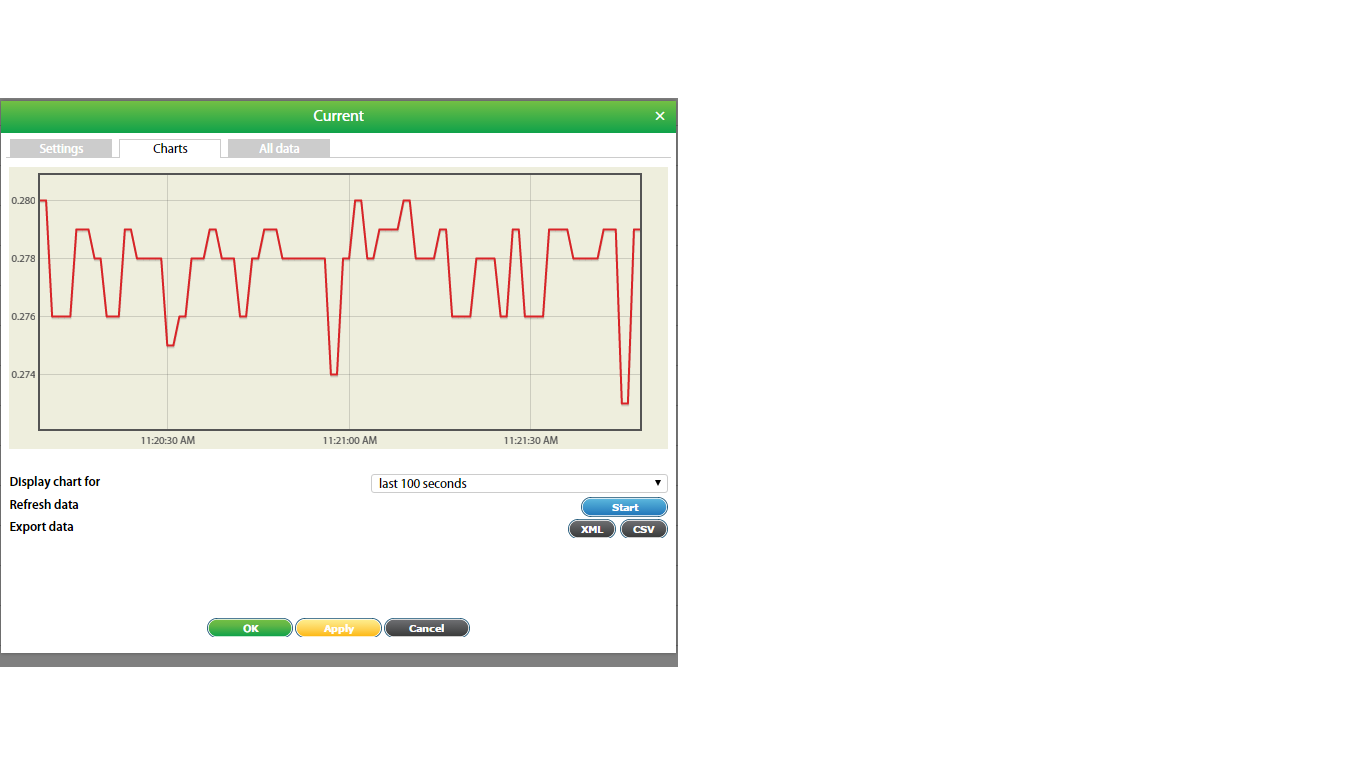 Current ×
Settings Charts All data
0.280
0.278
0.276
0.274
11:20:30 AM 11:21:00 AM 11:21:30 AM
DIsplay chart for last 100 seconds
Refresh data Start
Export data XML CSV
OK Apply Cancel